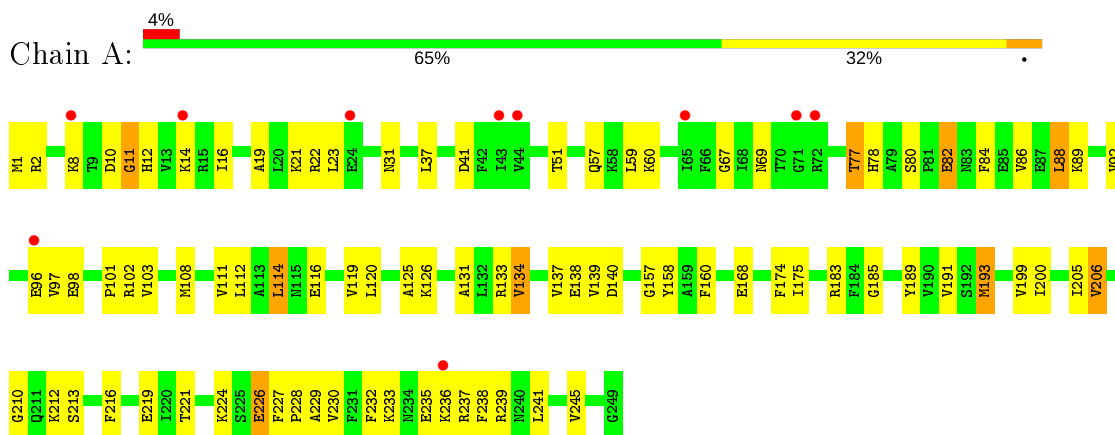 4%
Chain A:
65% 32% •
M1 R2 K8 T9 D10 G11 H12 V13 K14 R15 I16 A19 L20 K21 R22 L23 E24 N31 L37 D41 F42 I43 V44 T51 Q57 K58 L59 K60 I65 F66 G67 I68 N69 T70 G71 R72 T77 H78 A79 S80 P81 E82 N83 F84 E85 V86 E87 L88 K89
E96 V97 E98 P101 R102 V103 M108 V111 L112 A113 L114 N115 E116 V119 L120 A125 K126 A131 L132 R133 V134 V137 E138 V139 D140 G157 Y158 A159 F160 E168 F174 I175 R183 F184 G185 Y189 V190 V191 S192 M193 V199 I200 I205 V206
G210 Q211 K212 S213 F216 E219 I220 T221 K224 S225 E226 F227 P228 A229 V230 F231 F232 K233 N234 E235 K236 R237 F238 R239 N240 L241 V245 G249